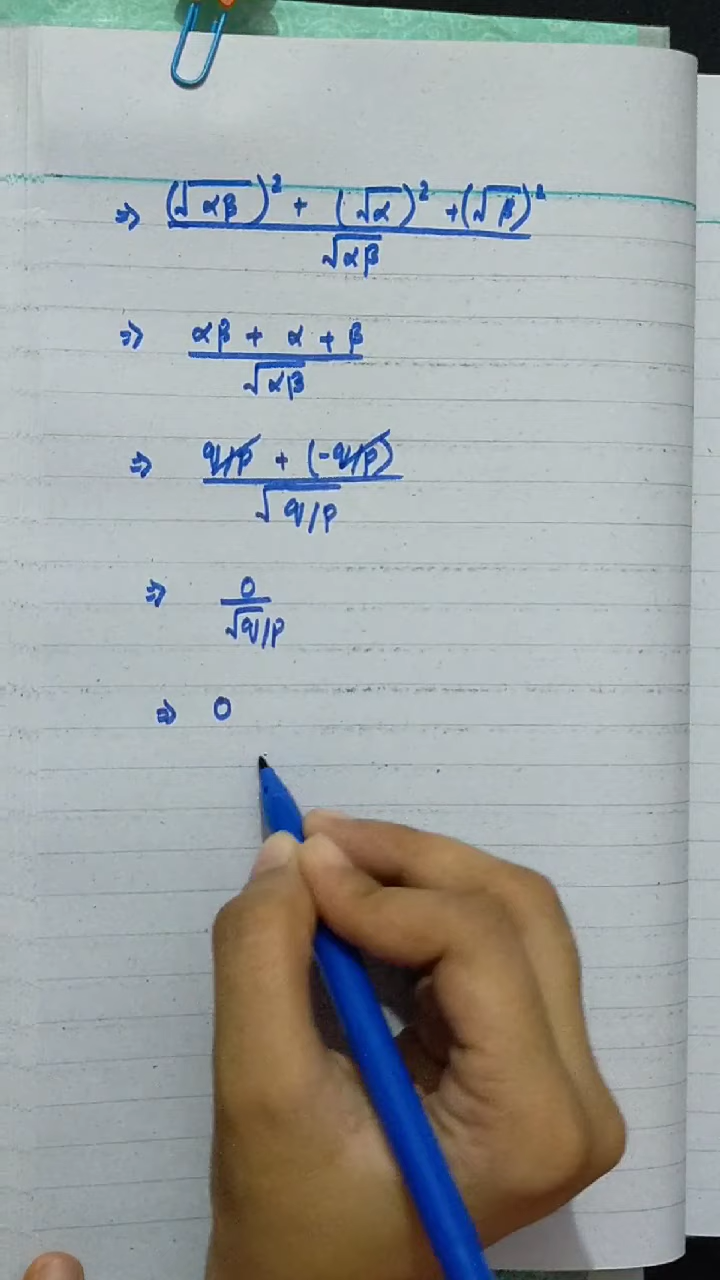 ⇒ ((√αβ)² + (√α)² + (√β)²) / √αβ
⇒ (αβ + α + β) / √αβ
⇒ (q/p + (-q/p)) / √q/p
⇒ 0 / √q/p
⇒ 0